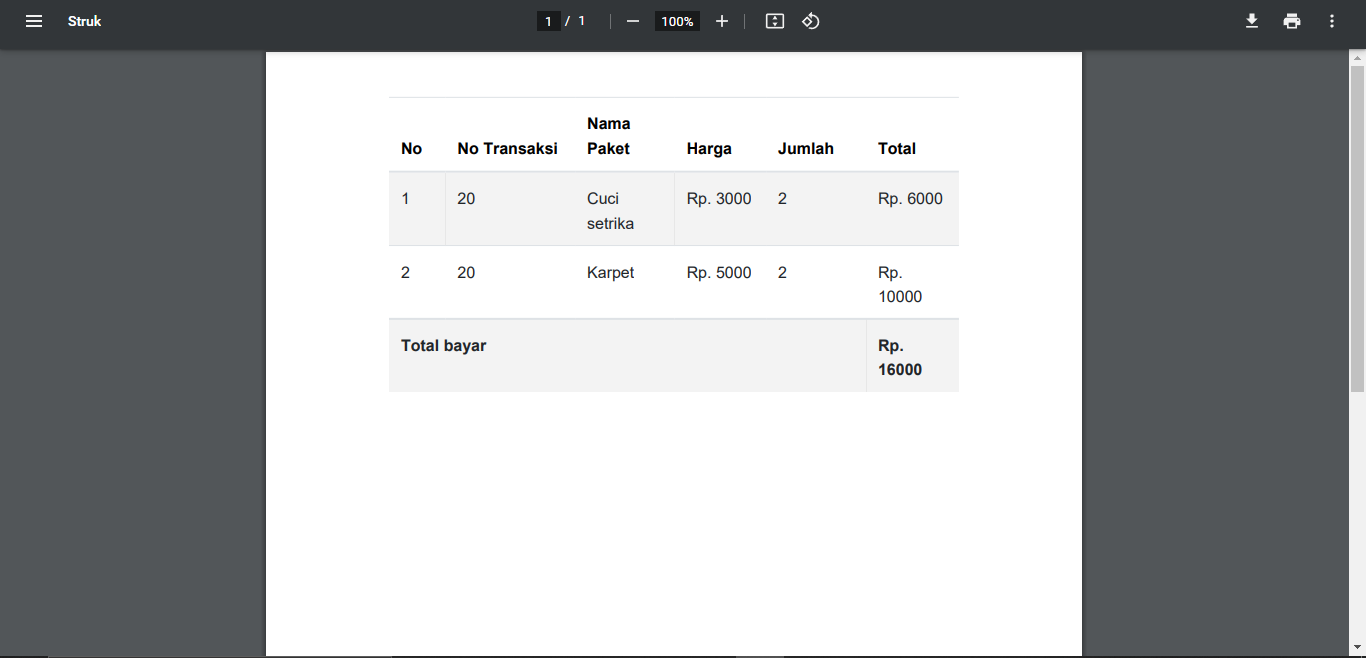 Struk
1 / 1
100%
No No Transaksi Nama Paket Harga Jumlah Total
1 20 Cuci setrika Rp. 3000 2 Rp. 6000
2 20 Karpet Rp. 5000 2 Rp. 10000
Total bayar Rp. 16000